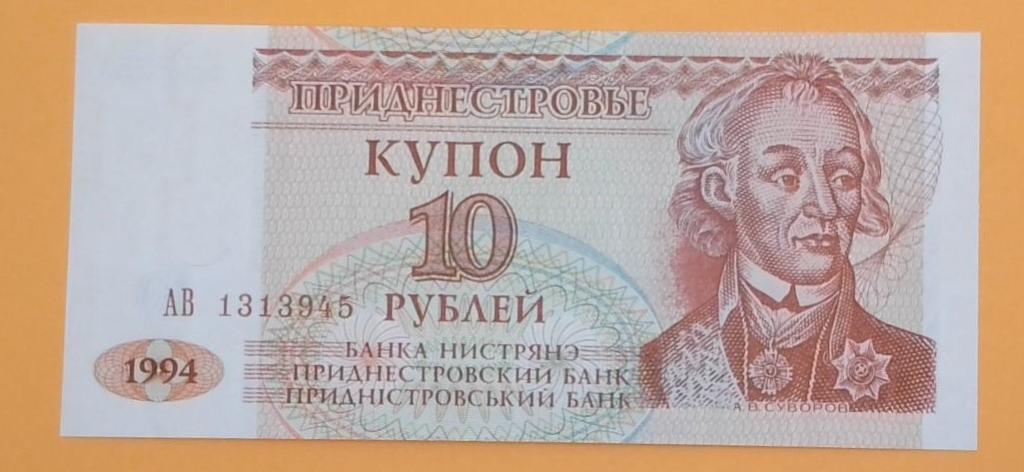 ПРИДНЕСТРОВЬЕ
КУПОН
10
РУБЛЕЙ
АВ 1313945
1994
БАНКА НИСТРЯНЭ
ПРИДНЕСТРОВСКИЙ БАНК
ПРИДНІСТРОВСЬКИЙ БАНК
А.В.СУВОРОВ